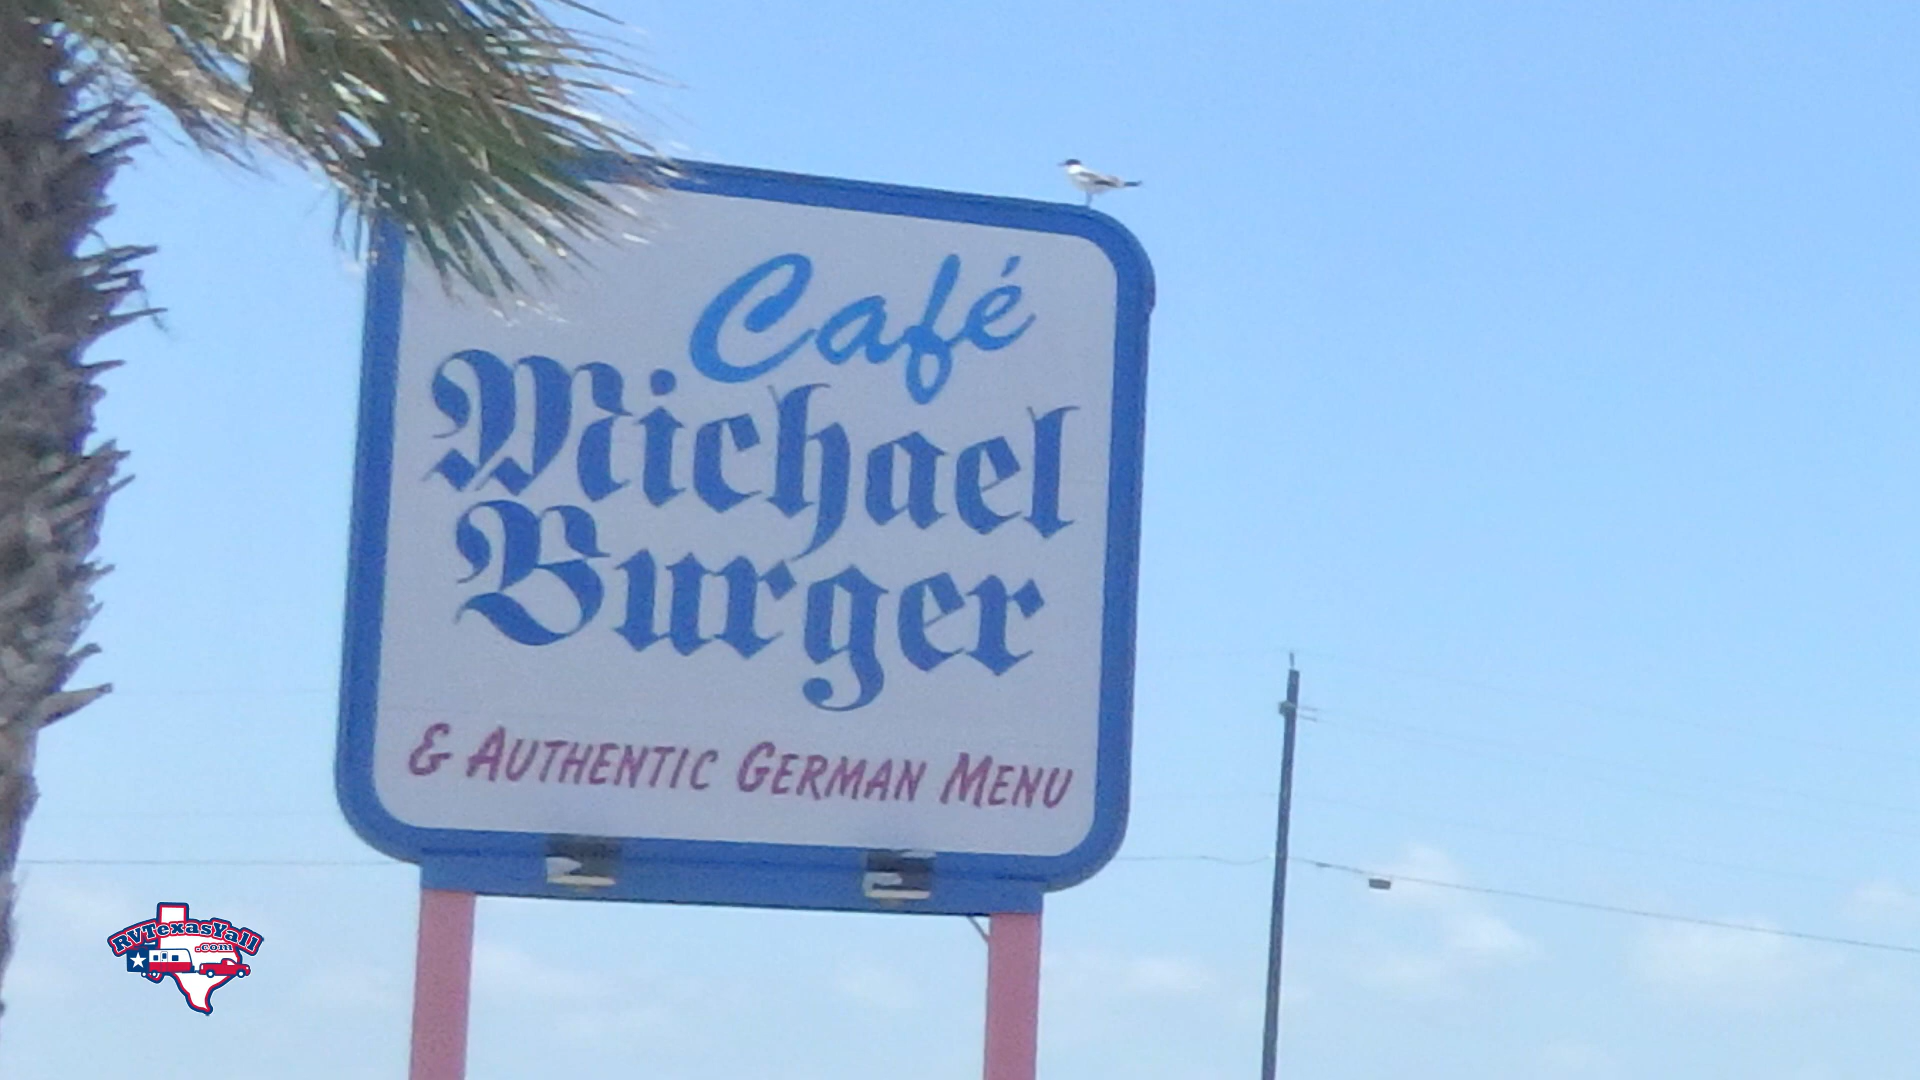 Café
Michael
Burger
& AUTHENTIC GERMAN MENU
RVTexasYall
.com